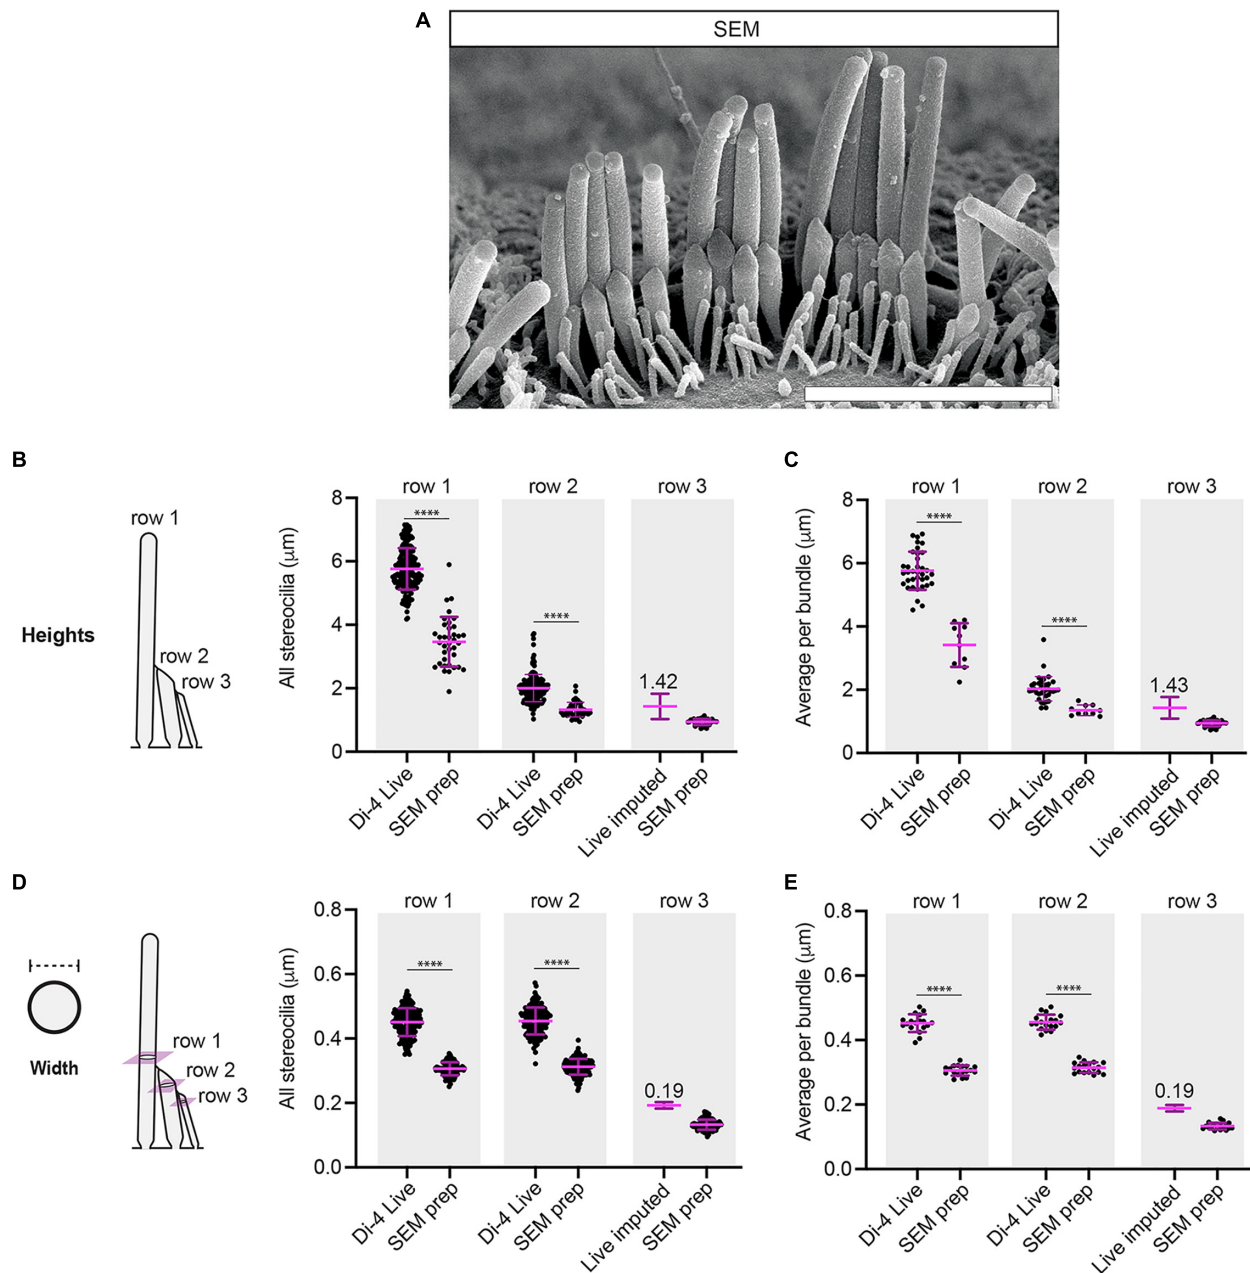 A
SEM
B
C
Heights
row 1
row 2
row 3
All stereocilia (μm)
8
6
4
2
0
row 1
row 2
row 3
****
****
1.42
Di-4 Live
SEM prep
Di-4 Live
SEM prep
Live imputed
SEM prep
Average per bundle (μm)
8
6
4
2
0
row 1
row 2
row 3
****
****
1.43
Di-4 Live
SEM prep
Di-4 Live
SEM prep
Live imputed
SEM prep
D
E
Width
row 1
row 2
row 3
All stereocilia (μm)
0.8
0.6
0.4
0.2
0.0
row 1
row 2
row 3
****
****
0.19
Di-4 Live
SEM prep
Di-4 Live
SEM prep
Live imputed
SEM prep
Average per bundle (μm)
0.8
0.6
0.4
0.2
0.0
row 1
row 2
row 3
****
****
0.19
Di-4 Live
SEM prep
Di-4 Live
SEM prep
Live imputed
SEM prep